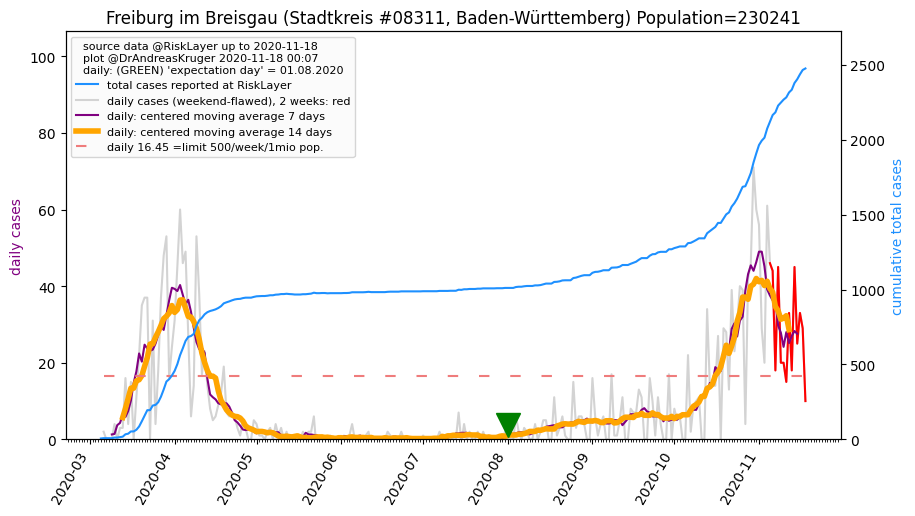 Freiburg im Breisgau (Stadtkreis #08311, Baden-Württemberg) Population=230241
source data @RiskLayer up to 2020-11-18
plot @DrAndreasKruger 2020-11-18 00:07
daily: (GREEN) 'expectation day' = 01.08.2020
total cases reported at RiskLayer
daily cases (weekend-flawed), 2 weeks: red
daily: centered moving average 7 days
daily: centered moving average 14 days
daily 16.45 =limit 500/week/1mio pop.
daily cases
100
80
60
40
20
0
cumulative total cases
2500
2000
1500
1000
500
0
2020-03
2020-04
2020-05
2020-06
2020-07
2020-08
2020-09
2020-10
2020-11